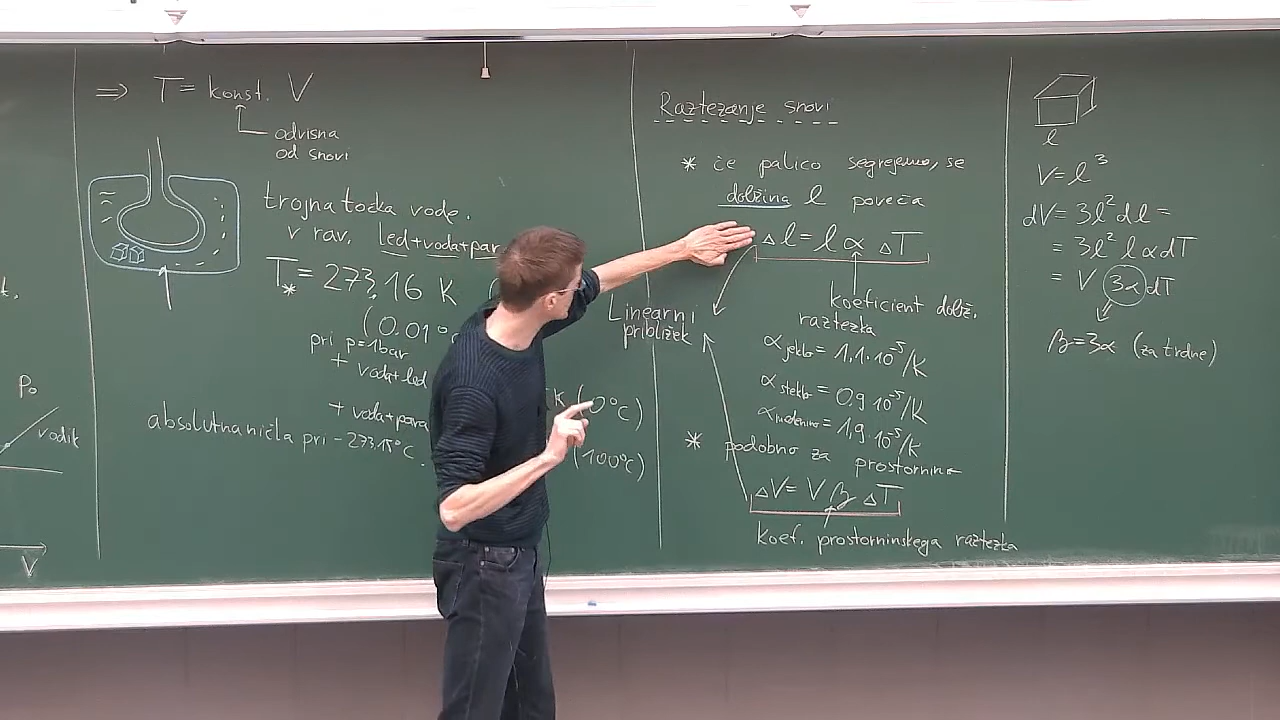 ⇒ T = konst. V
odvisna
od snovi
trojna točka vode.
v rav. led+voda+par
T* = 273,16 K
(0.01°
pri p=1bar
+ voda+led
K (0°C)
+ voda+para
(100°C)
absolutna ničla pri -273,15°C.
P₀
vodik
V
Raztezanje snovi
* če palico segrejemo, se
dolžina l poveča
Δl = l α ΔT
Linearni
približek
koeficient dolž.
raztezka
α jeklo = 1,1·10⁻⁵/K
α steklo = 0.9 10⁻⁵/K
α medenina = 1,9 10⁻⁵/K
* podobno za prostornine
ΔV = V β ΔT
koef. prostorninskega raztezka
l
V = l³
dV = 3l² dl =
= 3l² l α dT
= V 3α dT
β = 3α (za trdne)